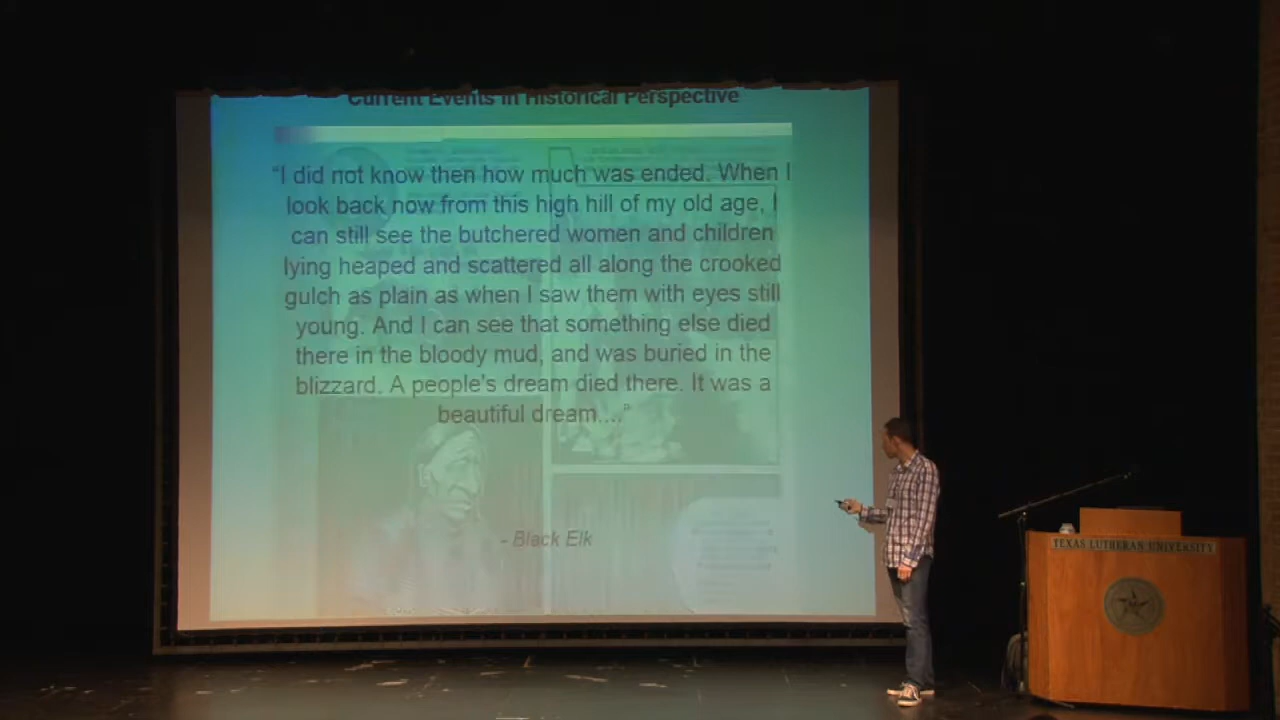 Current Events in Historical Perspective
“I did not know then how much was ended. When I
look back now from this high hill of my old age, I
can still see the butchered women and children
lying heaped and scattered all along the crooked
gulch as plain as when I saw them with eyes still
young. And I can see that something else died
there in the bloody mud, and was buried in the
blizzard. A people's dream died there. It was a
beautiful dream....”
- Black Elk
TEXAS LUTHERAN UNIVERSITY